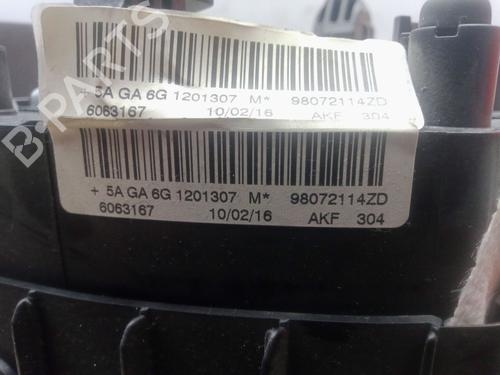 + 5A GA 6G 1201307 M* 98072114ZD
6063167 10/02/16 AKF 304
+ 5A GA 6G 1201307 M* 98072114ZD
6063167 10/02/16 AKF 304
B-PARTS